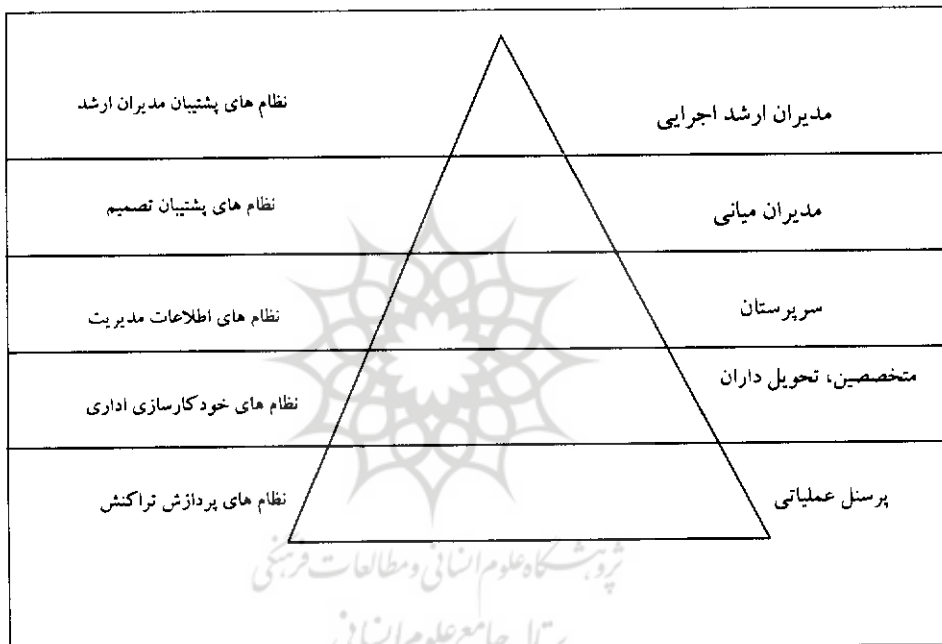 مدیران ارشد اجرایی
نظام های پشتیبان مدیران ارشد
مدیران میانی
نظام های پشتیبان تصمیم
سرپرستان
نظام های اطلاعات مدیریت
متخصصین، تحویل داران
نظام های خودکارسازی اداری
پرسنل عملیاتی
نظام های پردازش تراکنش
پژوهشگاه علوم انسانی و مطالعات فرهنگی
پرتال جامع علوم انسانی